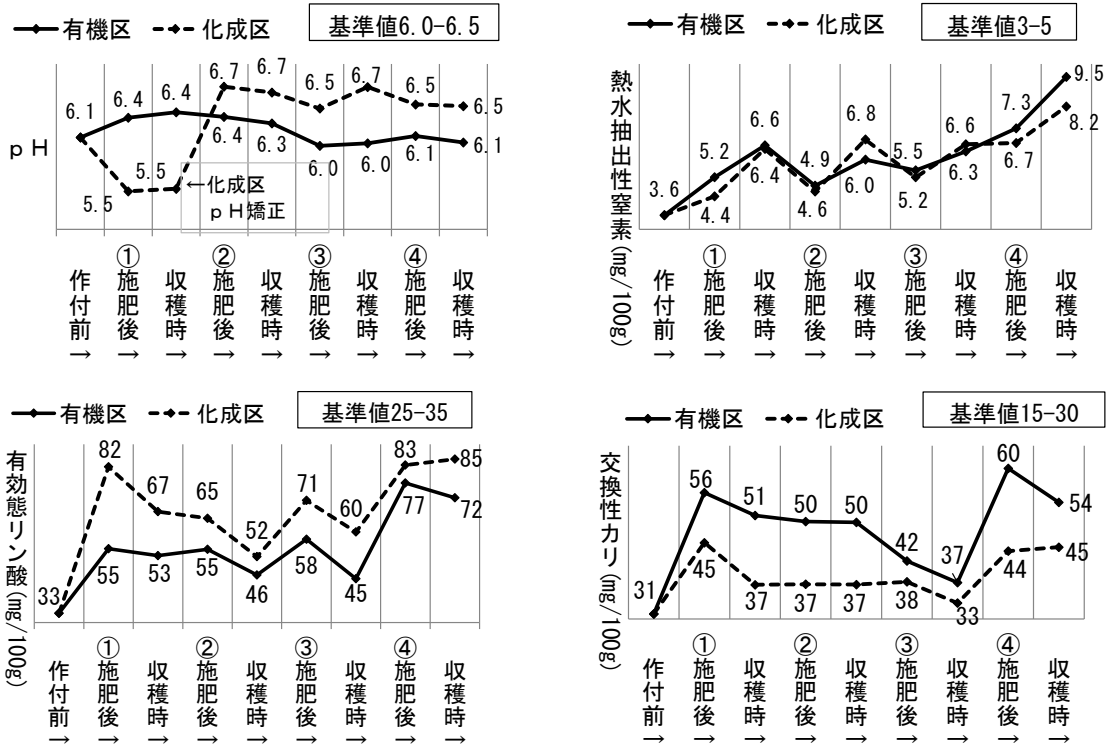 有機区 化成区
基準値6.0-6.5
pH
6.1 6.4 6.4 6.7 6.7 6.5 6.7 6.5 6.5
5.5 5.5 6.4 6.3 6.0 6.0 6.1 6.1
←化成区
pH矯正
作付前→ ①施肥後→ 収穫時→ ②施肥後→ 収穫時→ ③施肥後→ 収穫時→ ④施肥後→ 収穫時→
有機区 化成区
基準値3-5
熱水抽出性窒素(mg/100g)
3.6 5.2 6.6 4.9 6.8 5.5 6.6 7.3 9.5
4.4 6.4 4.6 6.0 5.2 6.3 6.7 8.2
作付前→ ①施肥後→ 収穫時→ ②施肥後→ 収穫時→ ③施肥後→ 収穫時→ ④施肥後→ 収穫時→
有機区 化成区
基準値25-35
有効態リン酸(mg/100g)
33 82 67 65 52 71 60 83 85
55 53 55 46 58 45 77 72
作付前→ ①施肥後→ 収穫時→ ②施肥後→ 収穫時→ ③施肥後→ 収穫時→ ④施肥後→ 収穫時→
有機区 化成区
基準値15-30
交換性カリ(mg/100g)
31 56 51 50 50 42 37 60 54
45 37 37 37 38 33 44 45
作付前→ ①施肥後→ 収穫時→ ②施肥後→ 収穫時→ ③施肥後→ 収穫時→ ④施肥後→ 収穫時→